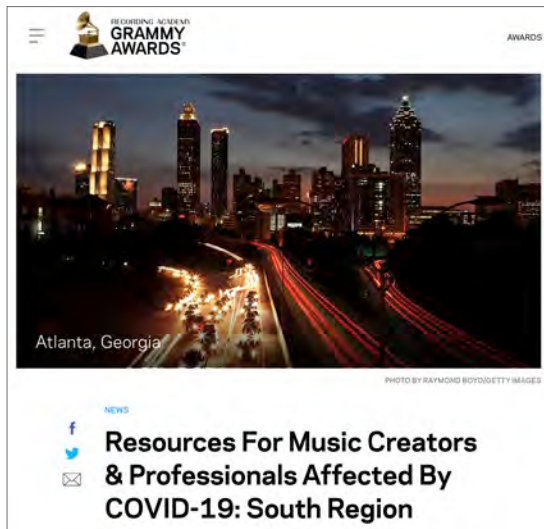 RECORDING ACADEMY
GRAMMY
AWARDS®
AWARDS
Atlanta, Georgia
PHOTO BY RAYMOND BOYD/GETTY IMAGES
NEWS
Resources For Music Creators
& Professionals Affected By
COVID-19: South Region